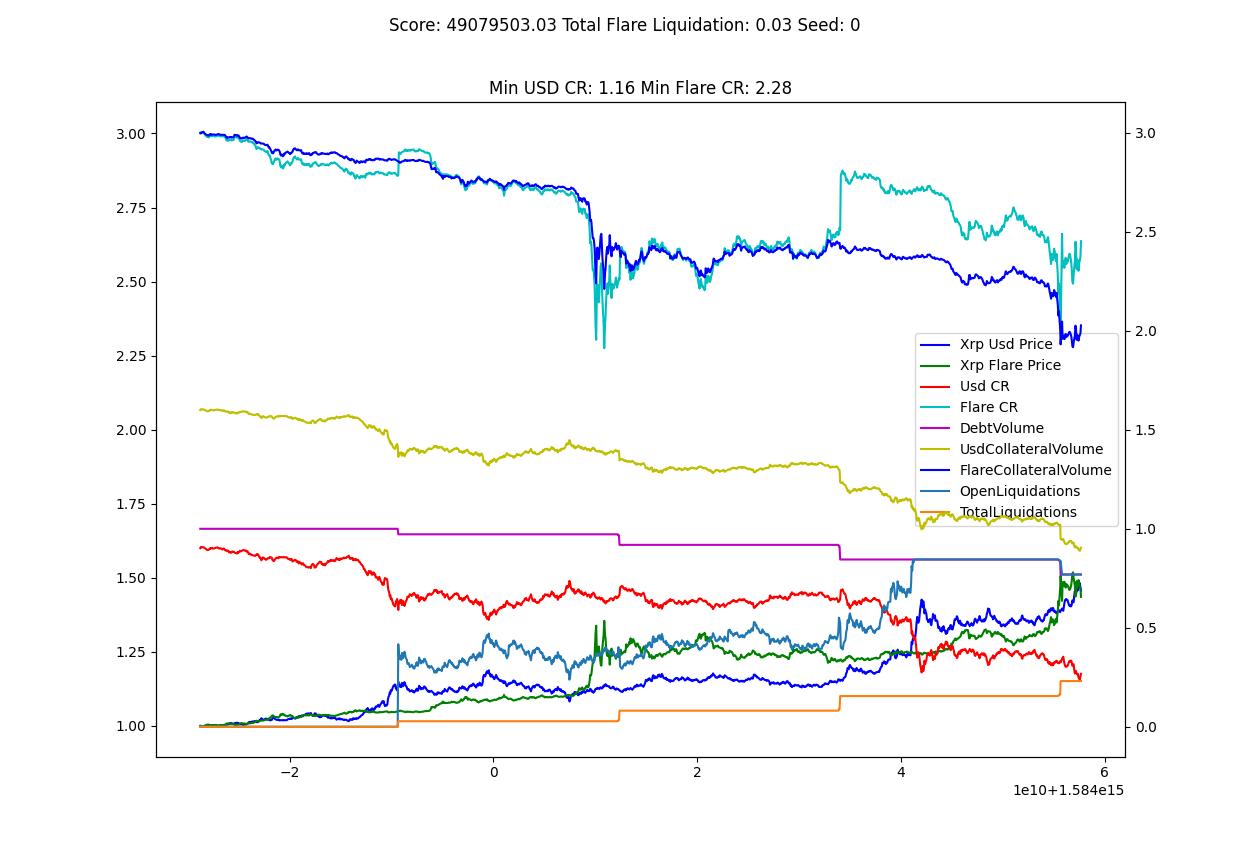 Score: 49079503.03 Total Flare Liquidation: 0.03 Seed: 0
Min USD CR: 1.16 Min Flare CR: 2.28
3.00
2.75
2.50
2.25
2.00
1.75
1.50
1.25
1.00
3.0
2.5
2.0
1.5
1.0
0.5
0.0
Xrp Usd Price
Xrp Flare Price
Usd CR
Flare CR
DebtVolume
UsdCollateralVolume
FlareCollateralVolume
OpenLiquidations
TotalLiquidations
−2 0 2 4 6
1e10+1.584e15